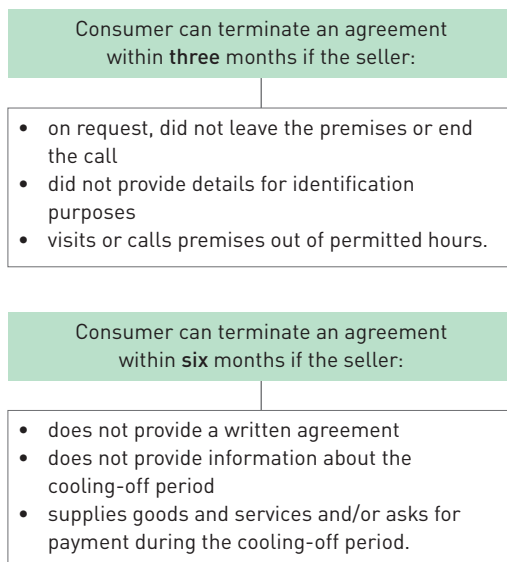 Consumer can terminate an agreement
within three months if the seller:
• on request, did not leave the premises or end
the call
• did not provide details for identification
purposes
• visits or calls premises out of permitted hours.
Consumer can terminate an agreement
within six months if the seller:
• does not provide a written agreement
• does not provide information about the
cooling-off period
• supplies goods and services and/or asks for
payment during the cooling-off period.